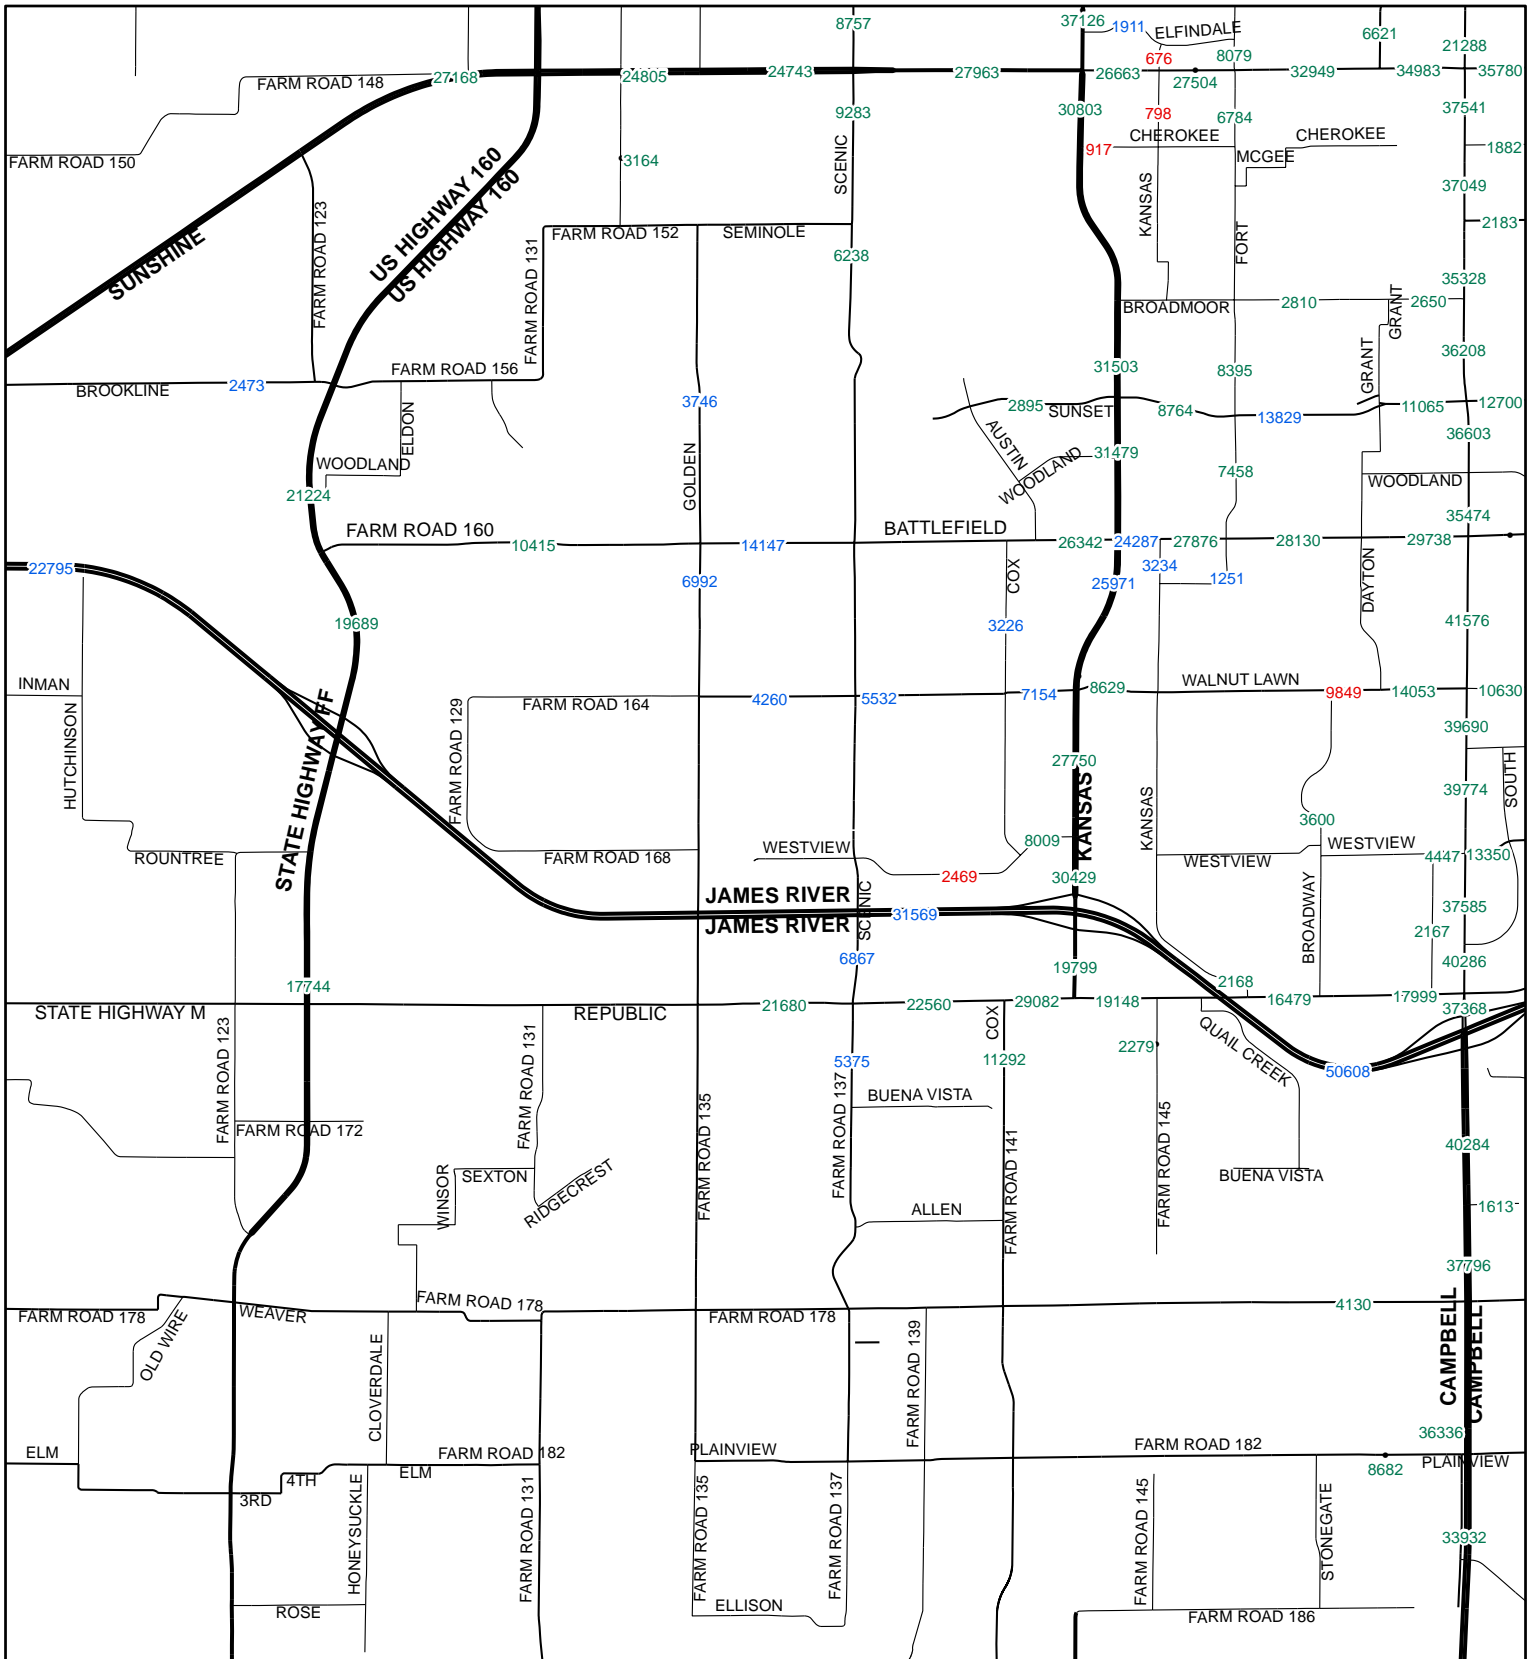 8757
37126
1911
ELFINDALE
6621
21288
676
8079
27168
FARM ROAD 148
24805
24743
27963
26663
27504
32949
34983
35780
9283
30803
798
6784
37541
FARM ROAD 150
3164
SCENIC
917
CHEROKEE
CHEROKEE
MCGEE
1882
US HIGHWAY 160
US HIGHWAY 160
KANSAS
37049
SUNSHINE
FARM ROAD 123
FARM ROAD 131
FARM ROAD 152
SEMINOLE
6238
FORT
2183
35328
BROADMOOR
2810
2650
GRANT
GRANT
36208
BROOKLINE
2473
FARM ROAD 156
31503
8395
3746
2895
SUNSET
8764
13829
11065
12700
ELDON
AUSTIN
36603
WOODLAND
GOLDEN
WOODLAND
31479
7458
WOODLAND
21224
35474
FARM ROAD 160
10415
14147
BATTLEFIELD
26342
24287
27876
28130
29738
22795
6992
COX
25971
3234
1251
DAYTON
19689
3226
41576
INMAN
HUTCHINSON
STATE HIGHWAY FF
FARM ROAD 129
FARM ROAD 164
4260
5532
7154
8629
WALNUT LAWN
9849
14053
10630
39690
27750
KANSAS
KANSAS
39774
SOUTH
3600
ROUNTREE
FARM ROAD 168
WESTVIEW
8009
WESTVIEW
WESTVIEW
4447
13350
2469
30429
BROADWAY
JAMES RIVER
JAMES RIVER
SCENIC
31569
37585
2167
6867
19799
40286
17744
2168
STATE HIGHWAY M
REPUBLIC
21680
22560
29082
19148
16479
17999
37368
FARM ROAD 123
FARM ROAD 131
COX
QUAIL CREEK
5375
11292
2279
50608
FARM ROAD 172
FARM ROAD 135
FARM ROAD 137
BUENA VISTA
FARM ROAD 141
FARM ROAD 145
40284
WINSOR
SEXTON
RIDGECREST
BUENA VISTA
ALLEN
1613
37796
FARM ROAD 178
WEAVER
FARM ROAD 178
FARM ROAD 178
4130
OLD WIRE
CLOVERDALE
FARM ROAD 139
CAMPBELL
CAMPBELL
36336
ELM
FARM ROAD 182
PLAINVIEW
FARM ROAD 182
8682
PLAINVIEW
4TH
ELM
3RD
HONEYSUCKLE
FARM ROAD 131
FARM ROAD 135
FARM ROAD 137
FARM ROAD 145
STONEGATE
33932
ROSE
ELLISON
FARM ROAD 186